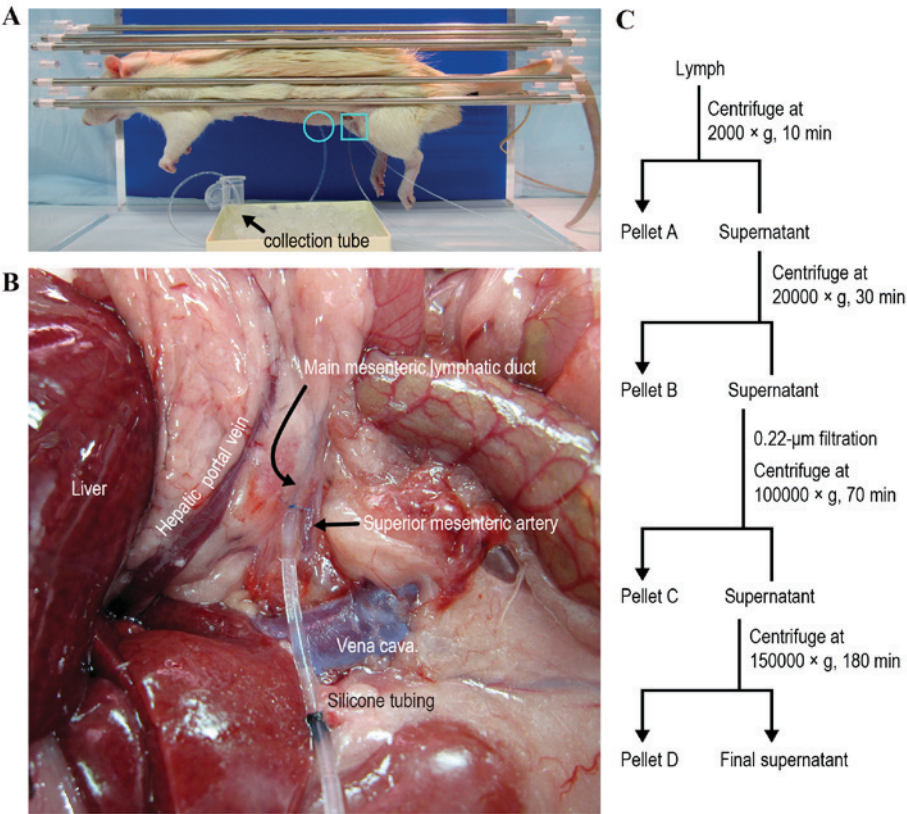 A
collection tube
B
Main mesenteric lymphatic duct
Hepatic portal vein
Liver
Superior mesenteric artery
Vena cava.
Silicone tubing
C
Lymph
Centrifuge at
2000 × g, 10 min
Pellet A
Supernatant
Centrifuge at
20000 × g, 30 min
Pellet B
Supernatant
0.22-μm filtration
Centrifuge at
100000 × g, 70 min
Pellet C
Supernatant
Centrifuge at
150000 × g, 180 min
Pellet D
Final supernatant